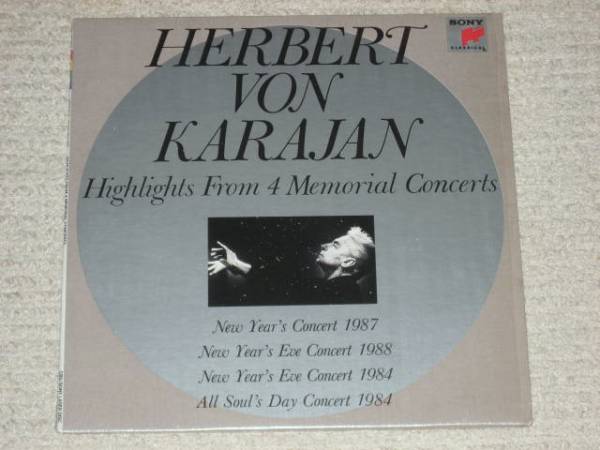 SONY
CLASSICAL
HERBERT
VON
KARAJAN
Highlights From 4 Memorial Concerts
New Year's Concert 1987
New Year's Eve Concert 1988
New Year's Eve Concert 1984
All Soul's Day Concert 1984